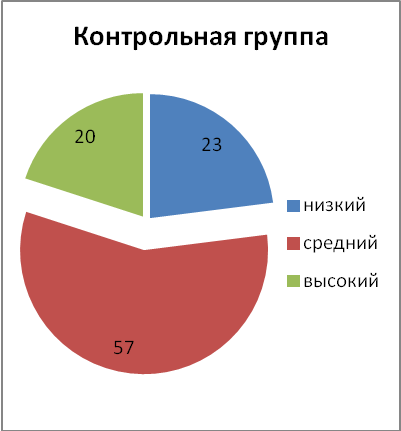 Контрольная группа
20
23
57
низкий
средний
высокий